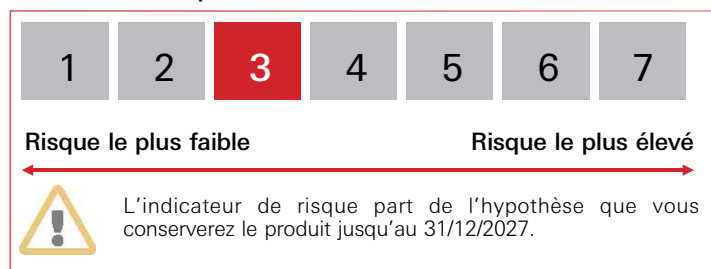 1 2 3 4 5 6 7
Risque le plus faible Risque le plus élevé
L'indicateur de risque part de l'hypothèse que vous
conserverez le produit jusqu'au 31/12/2027.